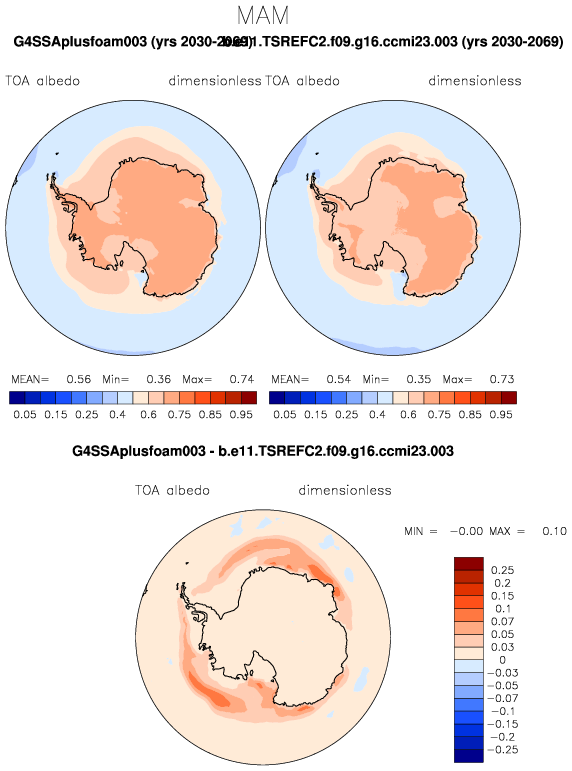 MAM
G4SSAplusfoam003 (yrs 2030-2069) b.e11.TSREFC2.f09.g16.ccmi23.003 (yrs 2030-2069)
TOA albedo dimensionless TOA albedo dimensionless
MEAN= 0.56 Min= 0.36 Max= 0.74 MEAN= 0.54 Min= 0.35 Max= 0.73
0.05 0.15 0.25 0.4 0.6 0.75 0.85 0.95 0.05 0.15 0.25 0.4 0.6 0.75 0.85 0.95
G4SSAplusfoam003 - b.e11.TSREFC2.f09.g16.ccmi23.003
TOA albedo dimensionless
MIN = -0.00 MAX = 0.10
0.25
0.2
0.15
0.1
0.07
0.05
0.03
0
-0.03
-0.05
-0.07
-0.1
-0.15
-0.2
-0.25